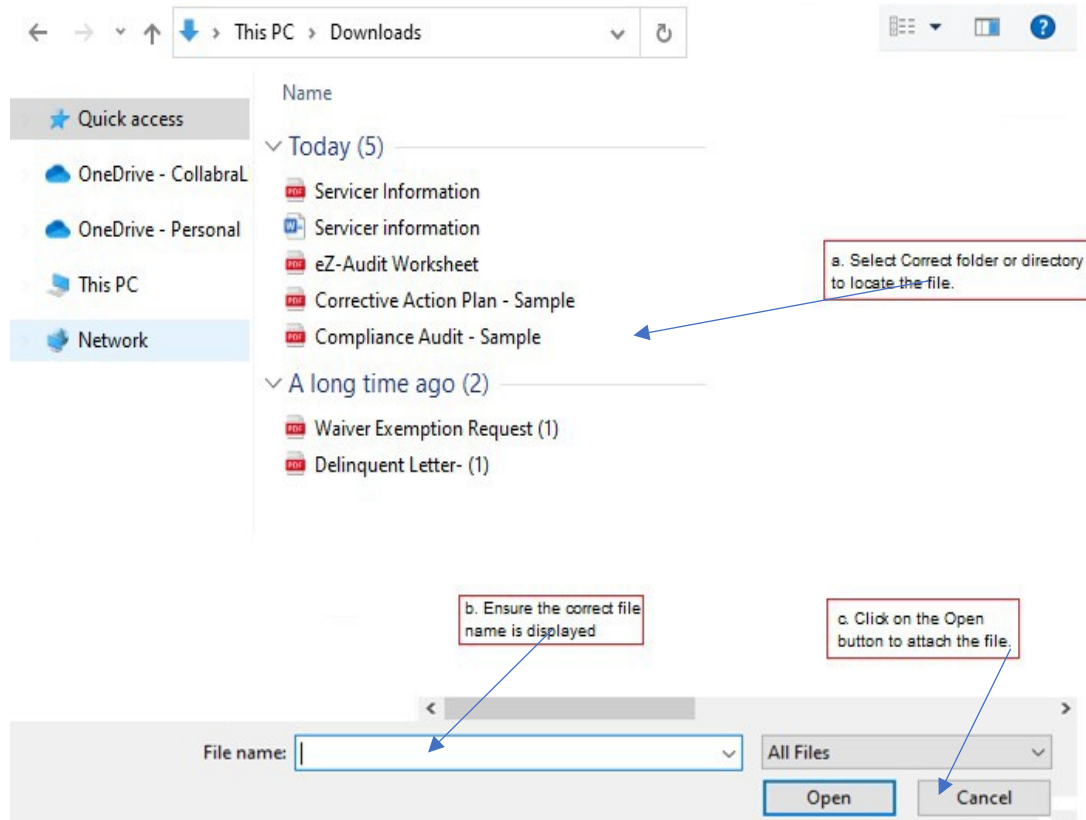 This PC > Downloads
Name
Quick access
Today (5)
OneDrive - CollabraL
Servicer Information
Servicer information
OneDrive - Personal
eZ-Audit Worksheet
a. Select Correct folder or directory
to locate the file.
This PC
Corrective Action Plan - Sample
Network
Compliance Audit - Sample
A long time ago (2)
Waiver Exemption Request (1)
Delinquent Letter- (1)
b. Ensure the correct file
name is displayed
c. Click on the Open
button to attach the file.
File name:
All Files
Open
Cancel